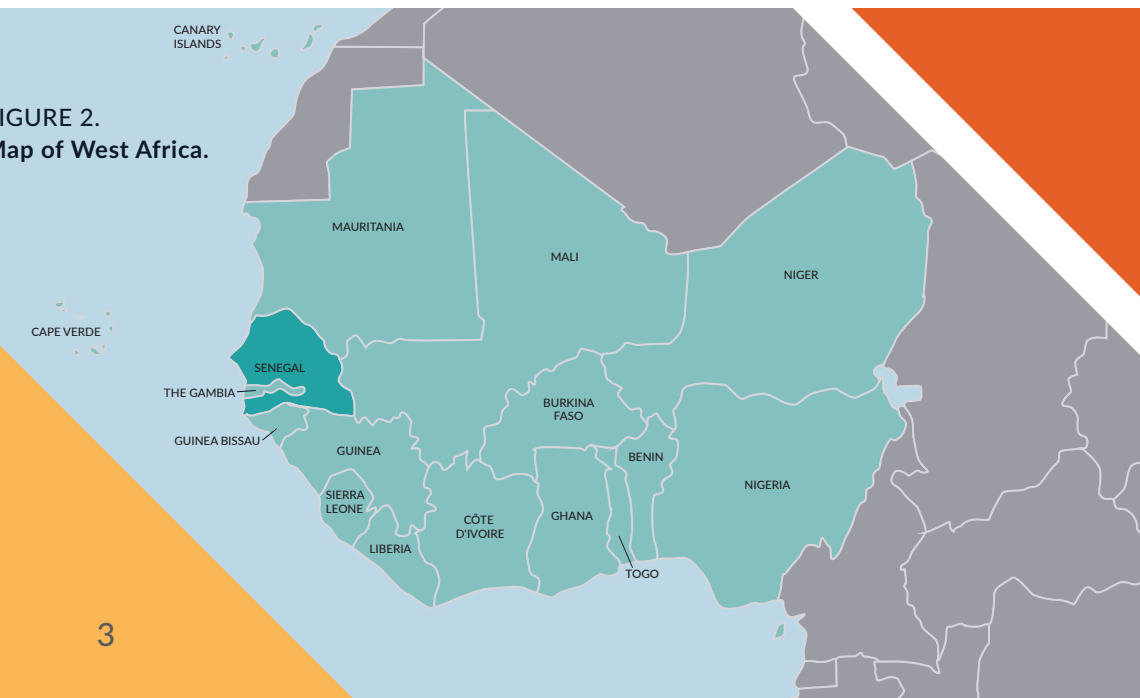 CANARY
ISLANDS
IGURE 2.
Map of West Africa.
MAURITANIA
MALI
NIGER
CAPE VERDE
SENEGAL
THE GAMBIA
BURKINA
FASO
GUINEA BISSAU
GUINEA
BENIN
NIGERIA
SIERRA
LEONE
CÔTE
D'IVOIRE
GHANA
LIBERIA
TOGO
3